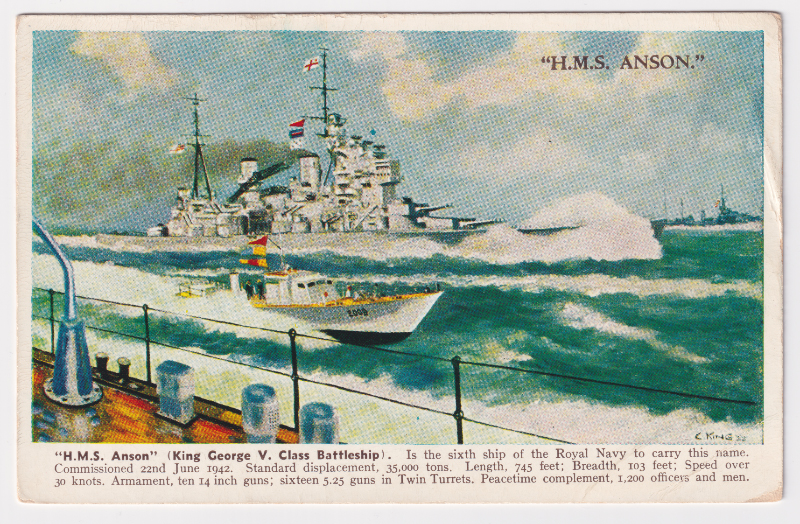 "H.M.S. ANSON."
1009
C KING
"H.M.S. Anson" (King George V. Class Battleship). Is the sixth ship of the Royal Navy to carry this name.
Commissioned 22nd June 1942. Standard displacement, 35,000 tons. Length, 745 feet; Breadth, 103 feet; Speed over
30 knots. Armament, ten 14 inch guns; sixteen 5.25 guns in Twin Turrets. Peacetime complement, 1,200 officers and men.